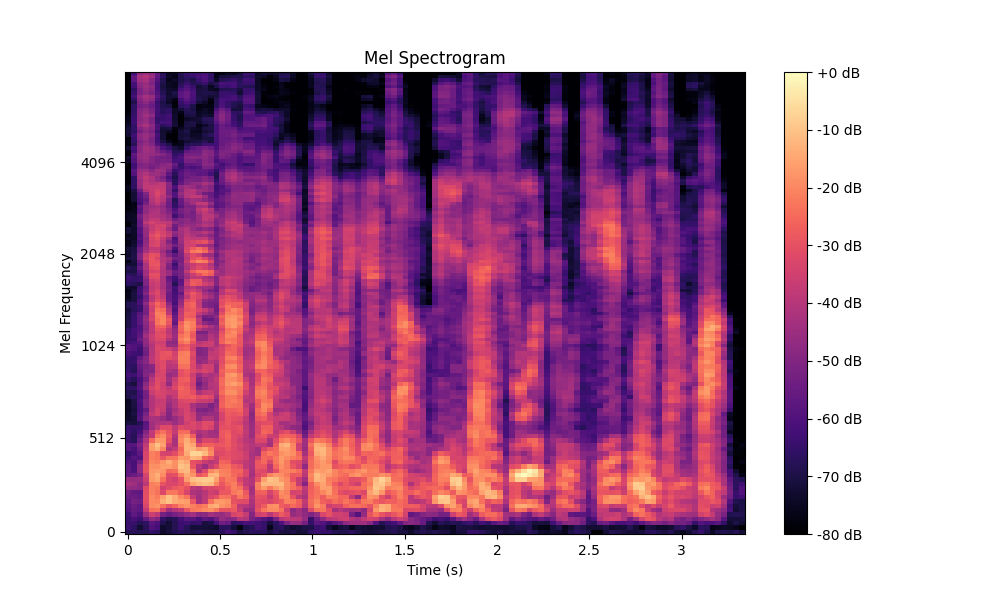 Mel Spectrogram
Mel Frequency
4096
2048
1024
512
0
0 0.5 1 1.5 2 2.5 3
Time (s)
+0 dB
-10 dB
-20 dB
-30 dB
-40 dB
-50 dB
-60 dB
-70 dB
-80 dB